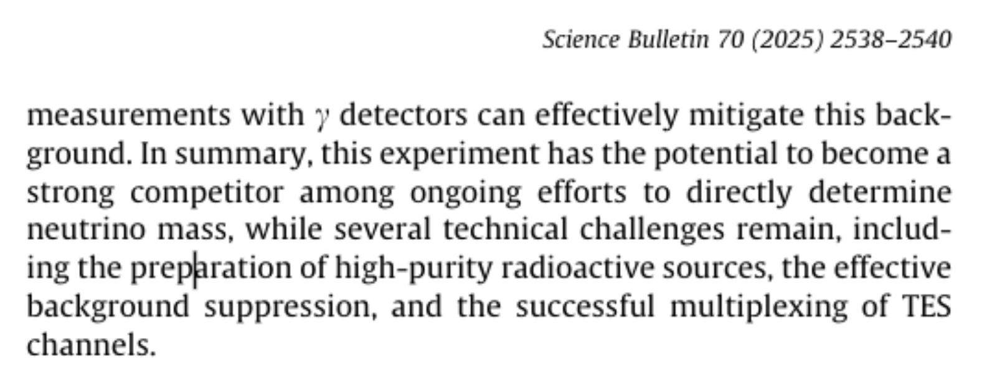 Science Bulletin 70 (2025) 2538–2540
measurements with γ detectors can effectively mitigate this back-
ground. In summary, this experiment has the potential to become a
strong competitor among ongoing efforts to directly determine
neutrino mass, while several technical challenges remain, includ-
ing the preparation of high-purity radioactive sources, the effective
background suppression, and the successful multiplexing of TES
channels.